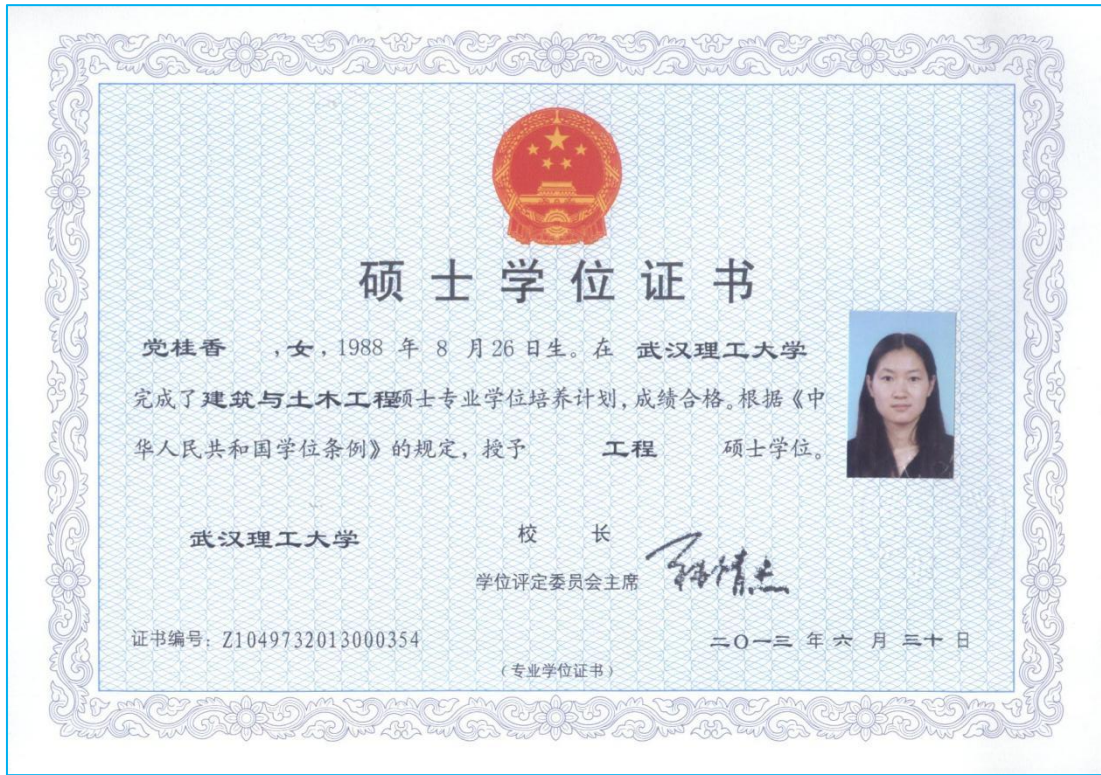 硕士学位证书
党桂香 ,女,1988 年 8 月26日生。在 武汉理工大学
完成了建筑与土木工程硕士专业学位培养计划,成绩合格。根据《中
华人民共和国学位条例》的规定,授予 工程 硕士学位。
武汉理工大学
校 长
学位评定委员会主席
证书编号:Z1049732013000354
二〇一三 年 六 月 三十 日
(专业学位证书)